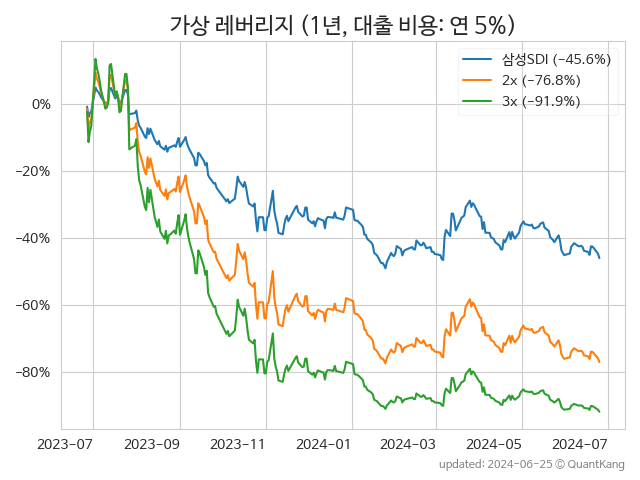 가상 레버리지 (1년, 대출 비용: 연 5%)
삼성SDI (−45.6%)
2x (−76.8%)
3x (−91.9%)
0%
−20%
−40%
−60%
−80%
2023-07 2023-09 2023-11 2024-01 2024-03 2024-05 2024-07
updated: 2024-06-25 ⓒ QuantKang